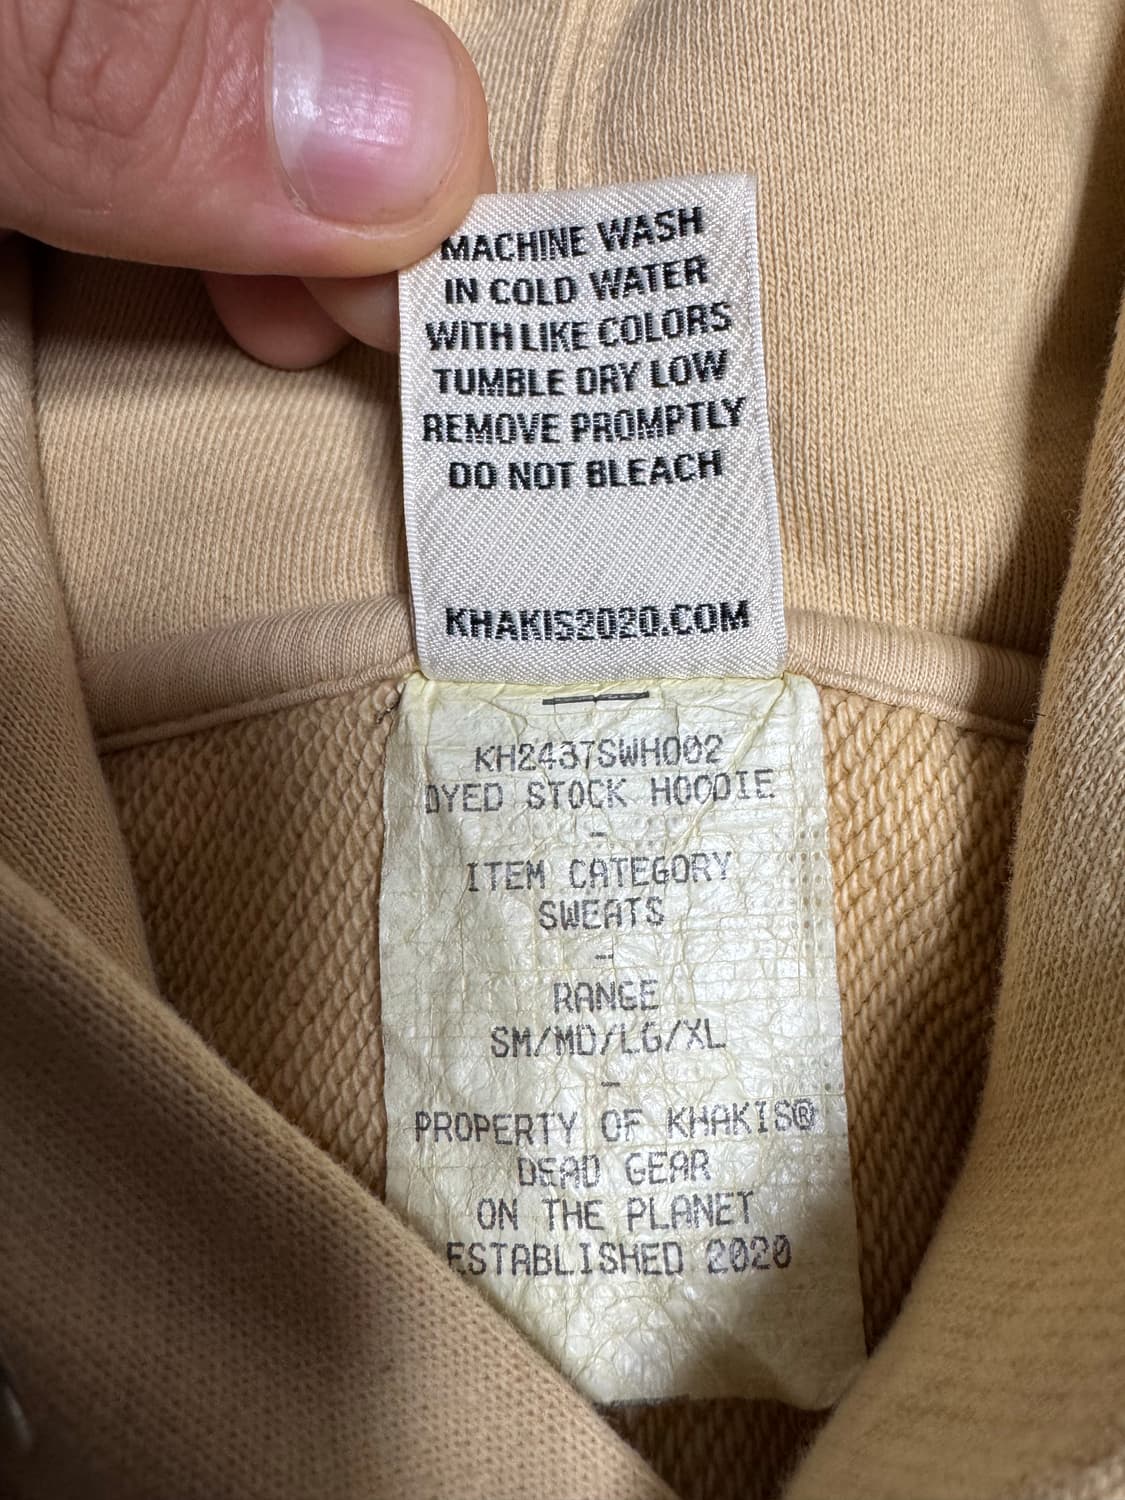 MACHINE WASH
IN COLD WATER
WITH LIKE COLORS
TUMBLE DRY LOW
REMOVE PROMPTLY
DO NOT BLEACH
KHAKIS2020.COM
KH2437SWH002
DYED STOCK HOODIE
-
ITEM CATEGORY
SWEATS
--
RANGE
SM/MD/LG/XL
-
PROPERTY OF KHAKIS®
DEAD GEAR
ON THE PLANET
ESTABLISHED 2020